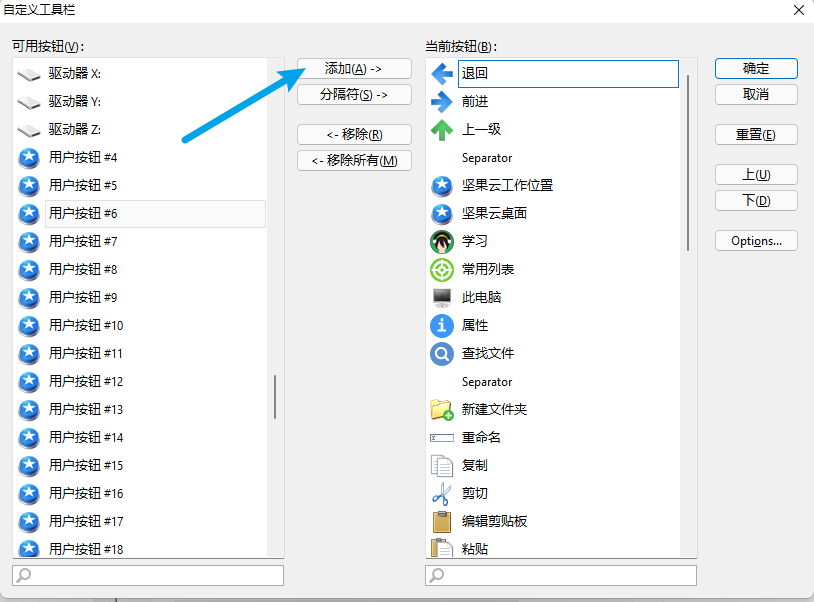 自定义工具栏
可用按钮(V):
驱动器 X:
驱动器 Y:
驱动器 Z:
用户按钮 #4
用户按钮 #5
用户按钮 #6
用户按钮 #7
用户按钮 #8
用户按钮 #9
用户按钮 #10
用户按钮 #11
用户按钮 #12
用户按钮 #13
用户按钮 #14
用户按钮 #15
用户按钮 #16
用户按钮 #17
用户按钮 #18
添加(A) ->
分隔符(S) ->
<- 移除(R)
<- 移除所有(M)
当前按钮(B):
退回
前进
上一级
Separator
坚果云工作位置
坚果云桌面
学习
常用列表
此电脑
属性
查找文件
Separator
新建文件夹
重命名
复制
剪切
编辑剪贴板
粘贴
确定
取消
重置(E)
上(U)
下(D)
Options...